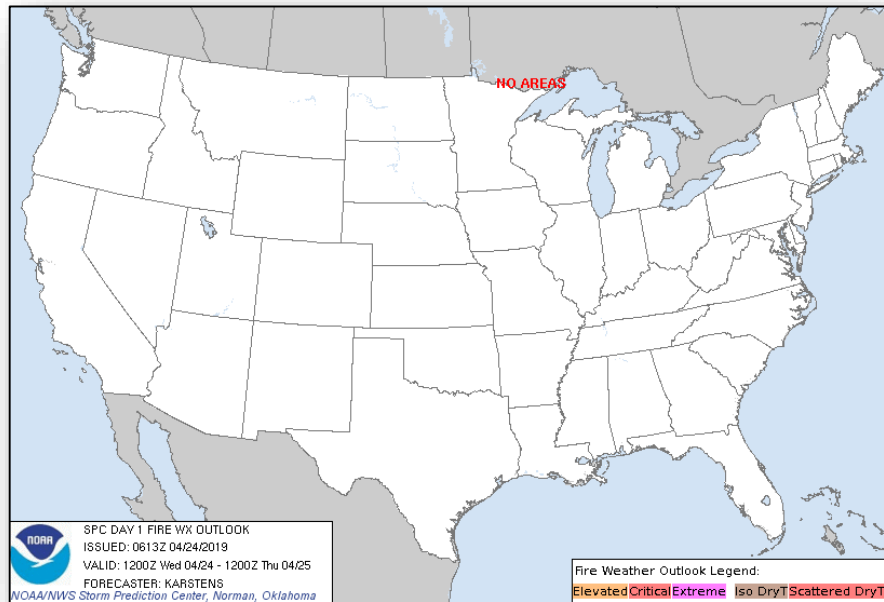 NO AREAS
NOAA
SPC DAY 1 FIRE WX OUTLOOK
ISSUED: 0613Z 04/24/2019
VALID: 1200Z Wed 04/24 - 1200Z Thu 04/25
FORECASTER: KARSTENS
NOAA/NWS Storm Prediction Center, Norman, Oklahoma
Fire Weather Outlook Legend:
Elevated Critical Extreme Iso DryT Scattered DryT